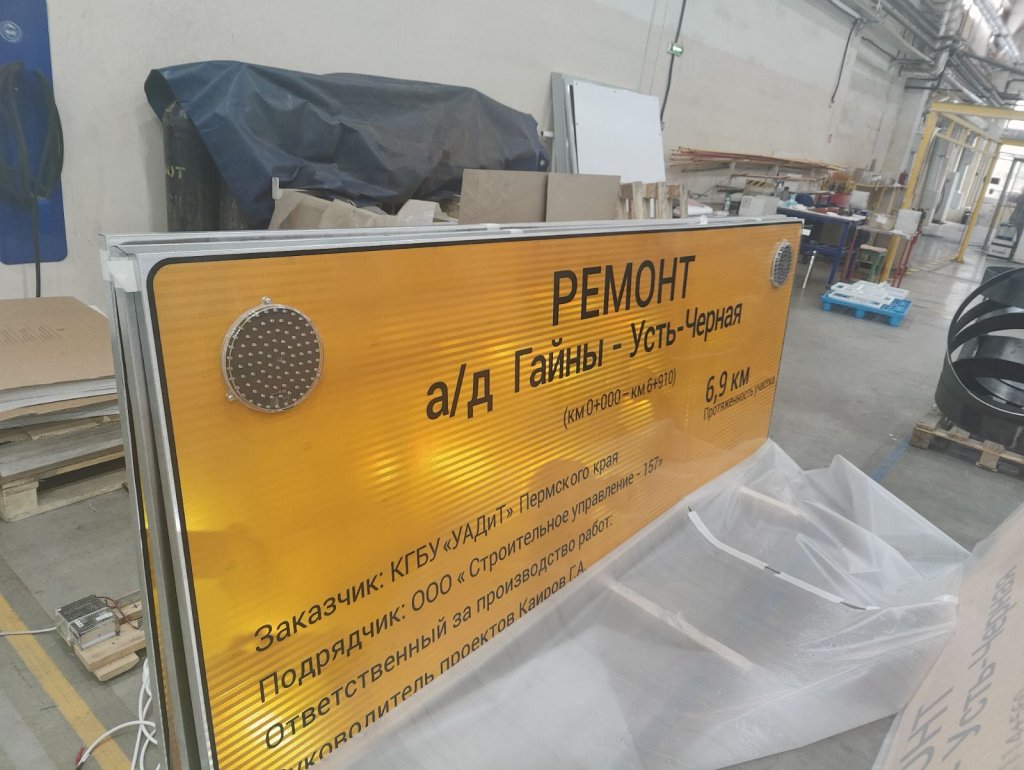 РЕМОНТ
а/д Гайны - Усть-Черная
(км 0+000 – км 6+910)
6,9 км
Протяженность участка
Заказчик: КГБУ «УАДиТ» Пермского края
Подрядчик: ООО « Строительное управление - 157»
Ответственный за производство работ:
руководитель проектов Каиров Г.А.